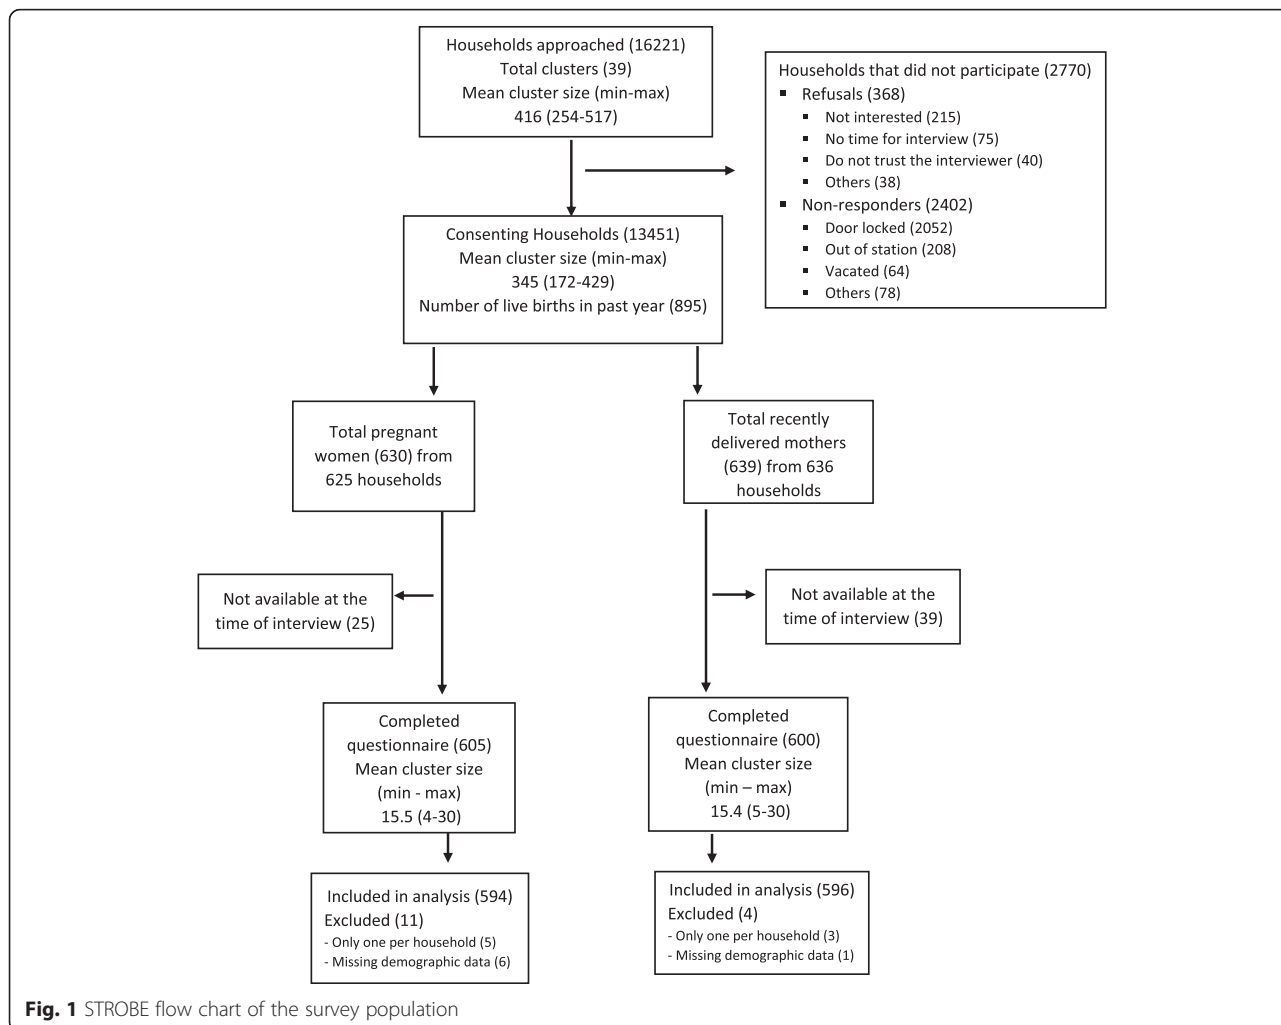 Households approached (16221)
Total clusters (39)
Mean cluster size (min-max)
416 (254-517)
Households that did not participate (2770)
▪ Refusals (368)
▪ Not interested (215)
▪ No time for interview (75)
▪ Do not trust the interviewer (40)
▪ Others (38)
▪ Non-responders (2402)
▪ Door locked (2052)
▪ Out of station (208)
▪ Vacated (64)
▪ Others (78)
Consenting Households (13451)
Mean cluster size (min-max)
345 (172-429)
Number of live births in past year (895)
Total pregnant
women (630) from
625 households
Total recently
delivered mothers
(639) from 636
households
Not available at the
time of interview (25)
Not available at the
time of interview (39)
Completed
questionnaire (605)
Mean cluster size
(min - max)
15.5 (4-30)
Completed
questionnaire (600)
Mean cluster size
(min – max)
15.4 (5-30)
Included in analysis (594)
Excluded (11)
- Only one per household (5)
- Missing demographic data (6)
Included in analysis (596)
Excluded (4)
- Only one per household (3)
- Missing demographic data (1)
Fig. 1 STROBE flow chart of the survey population